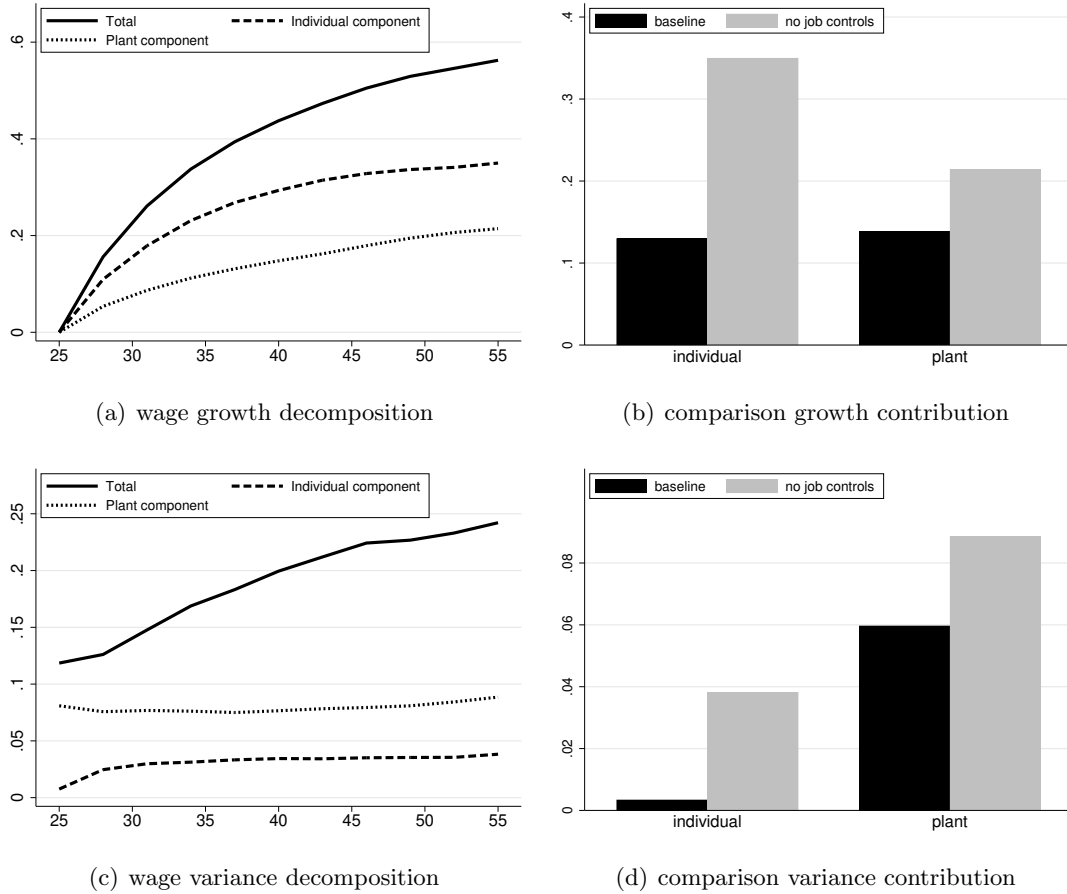 Total Individual component
Plant component
.6
.4
.2
0
25 30 35 40 45 50 55
(a) wage growth decomposition
baseline no job controls
.4
.3
.2
.1
0
individual plant
(b) comparison growth contribution
Total Individual component
Plant component
.25
.2
.15
.1
.05
0
25 30 35 40 45 50 55
(c) wage variance decomposition
baseline no job controls
.08
.06
.04
.02
0
individual plant
(d) comparison variance contribution